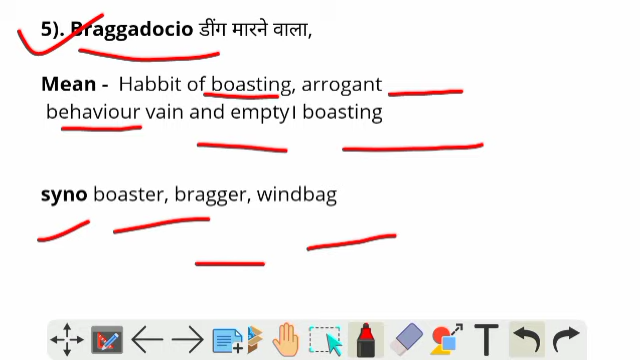 5). Braggadocio डींग मारने वाला,
Mean - Habbit of boasting, arrogant
behaviour vain and empty। boasting
syno boaster, bragger, windbag
T